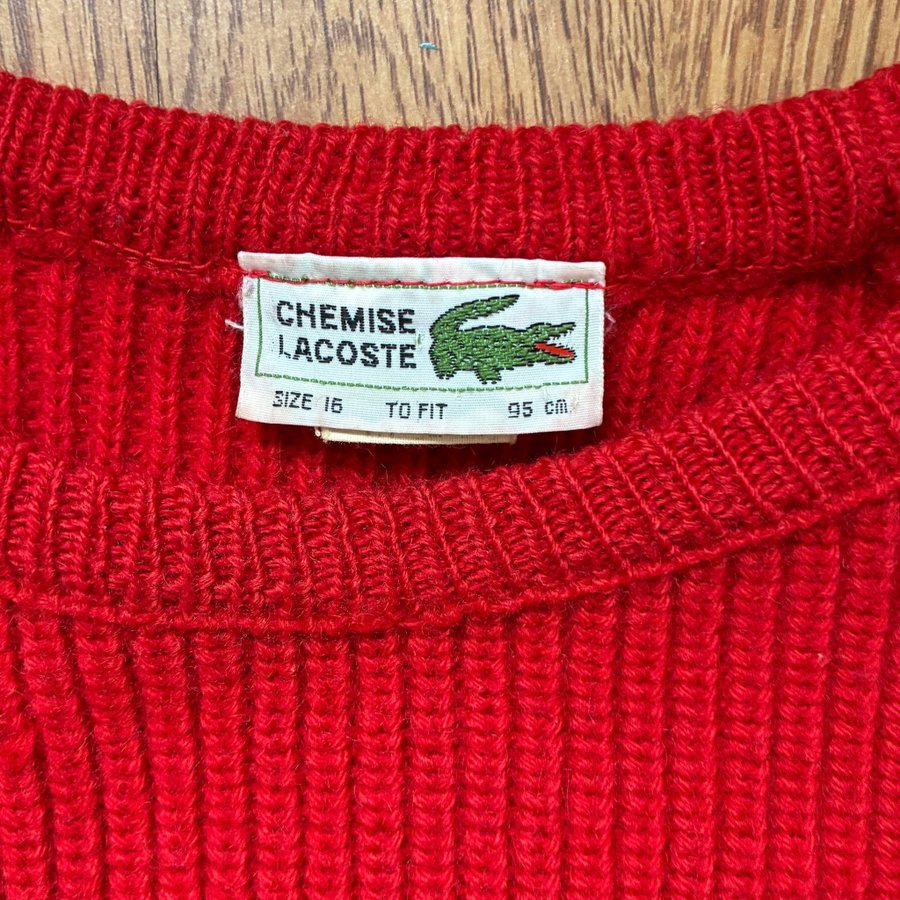 CHEMISE
LACOSTE
SIZE 16 TO FIT 95 cm.